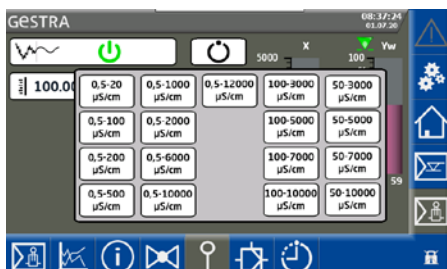 GESTRA
08:37:24
01.07.20
X
Yw
5000
100
100.00
0,5-20 µS/cm
0,5-1000 µS/cm
0,5-12000 µS/cm
100-3000 µS/cm
50-3000 µS/cm
0,5-100 µS/cm
0,5-2000 µS/cm
100-5000 µS/cm
50-5000 µS/cm
0,5-200 µS/cm
0,5-6000 µS/cm
100-7000 µS/cm
50-7000 µS/cm
0,5-500 µS/cm
0,5-10000 µS/cm
100-10000 µS/cm
50-10000 µS/cm
59